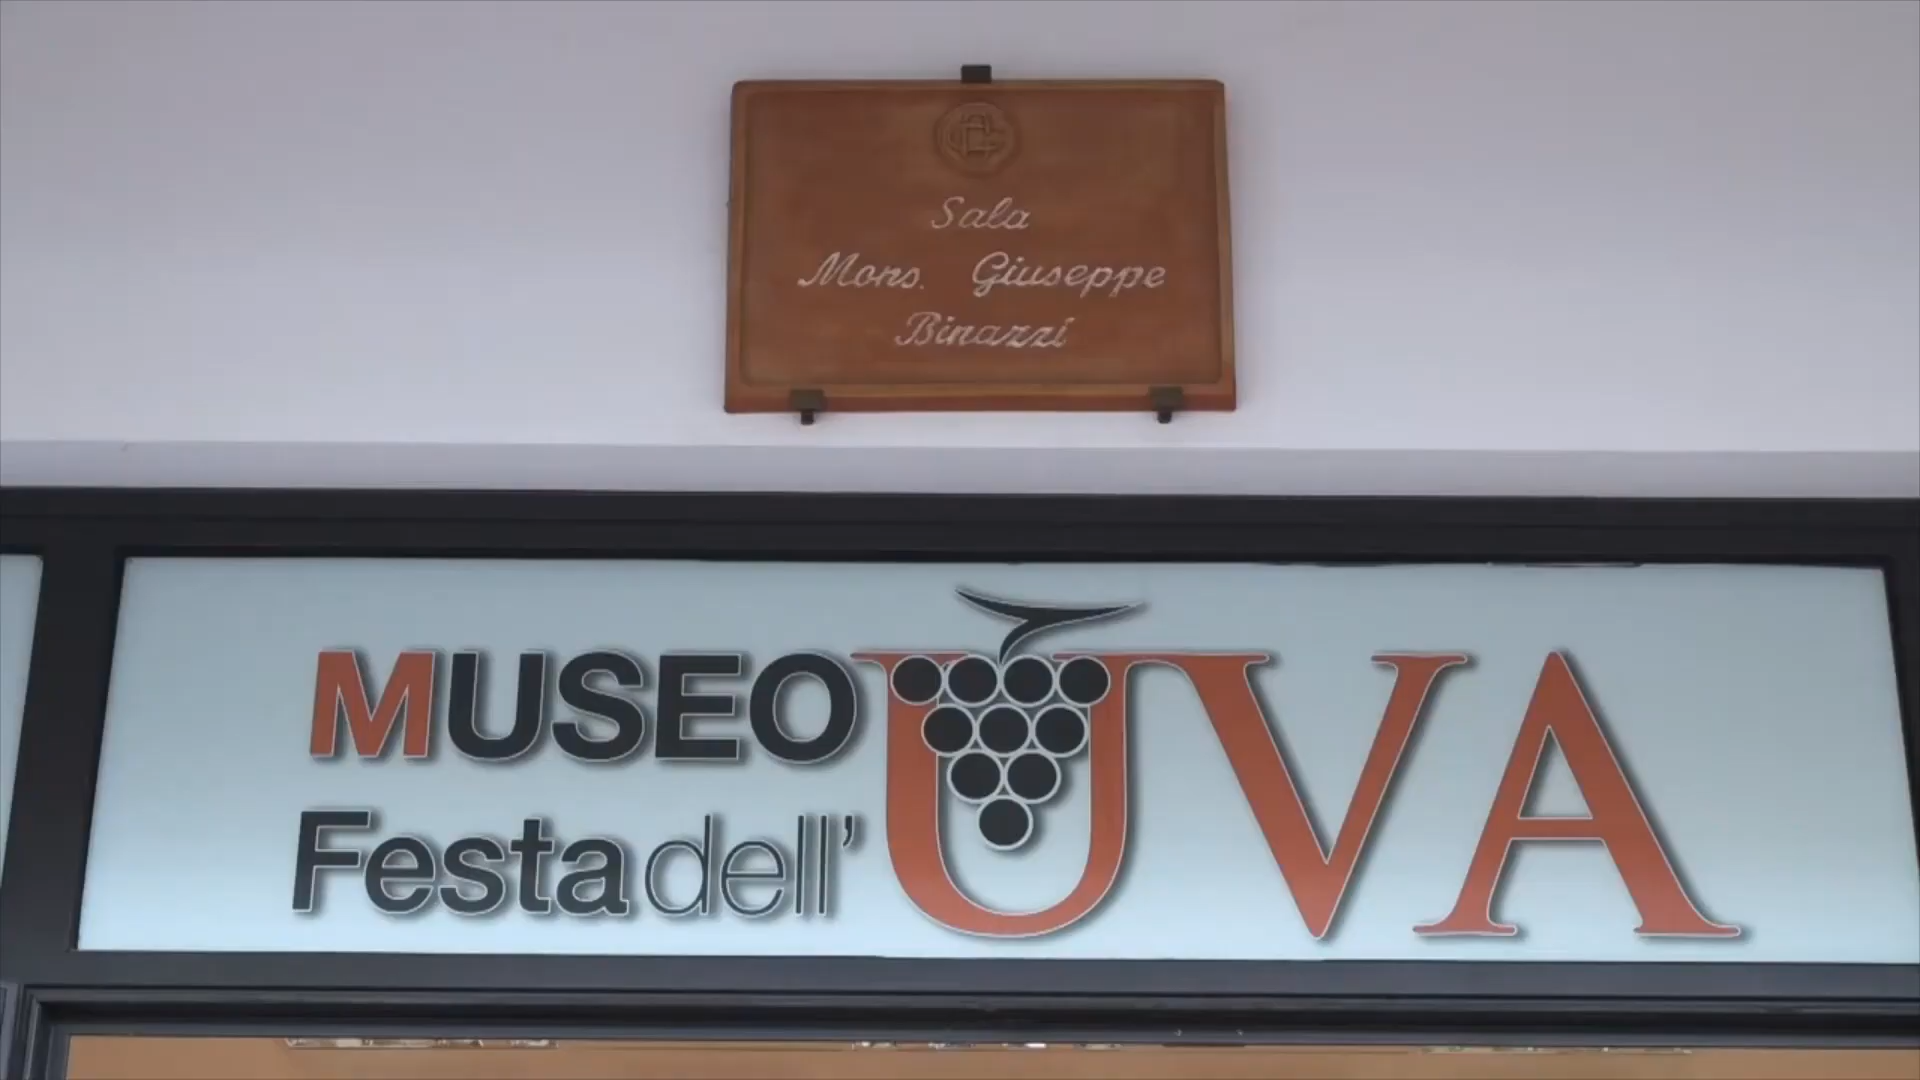 Sala
Mons. Giuseppe
Binazzi
MUSEO
Festa dell'UVA